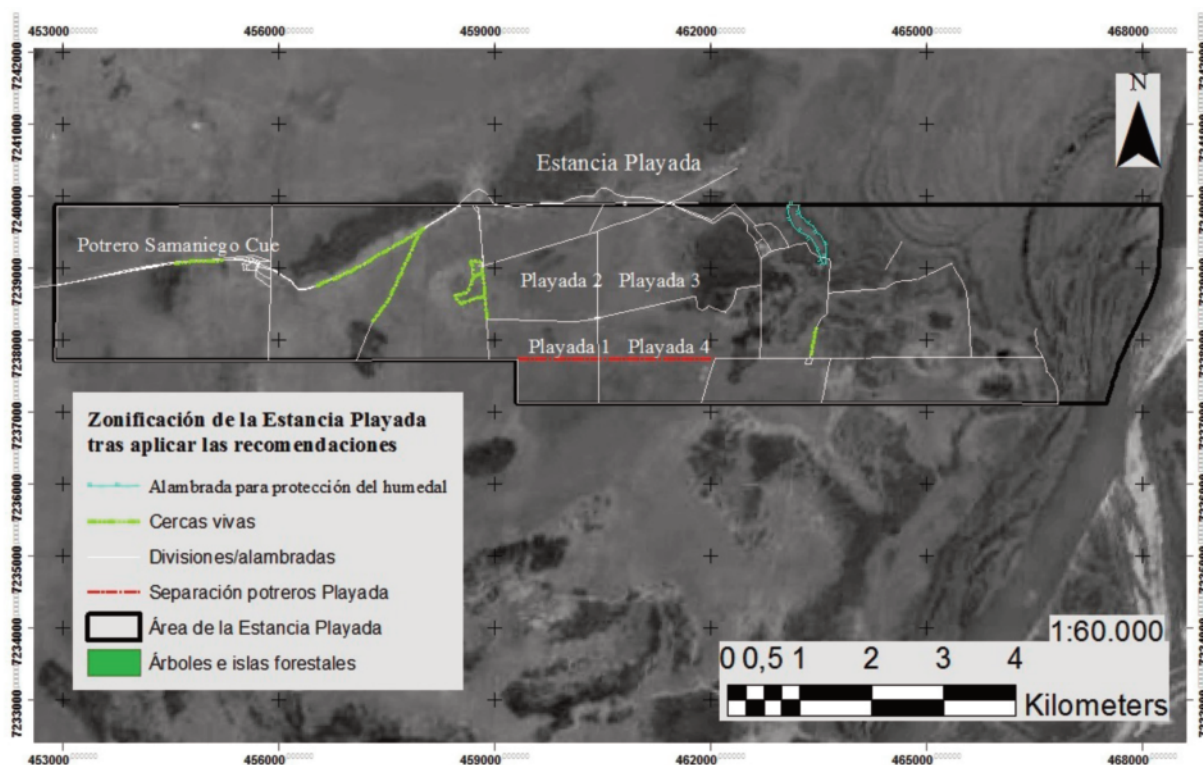 453000 456000 459000 462000 465000 468000
7242000
7241000
7240000
7239000
7238000
7237000
7236000
7235000
7234000
7233000
N
Estancia Playada
Potrero Samaniego Cue
Playada 2 Playada 3
Playada 1 Playada 4
Zonificación de la Estancia Playada
tras aplicar las recomendaciones
Alambrada para protección del humedal
Cercas vivas
Divisiones/alambradas
Separación potreros Playada
Área de la Estancia Playada
Árboles e islas forestales
1:60.000
0 0,5 1 2 3 4
Kilometers
453000 456000 459000 462000 465000 468000